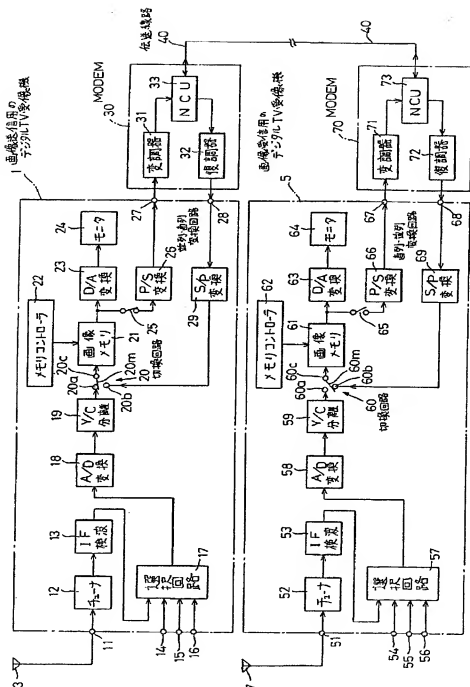 伝送線路
40
40
MODEM
30
33
NCU
31
変調器
32
復調器
画像送信用の
デジタルTV受像機
1
27
28
24
モニタ
23
D/A
変換
26
P/S
変換
並列-直列
変換回路
S/P
変換
29
22
メモリコントローラ
画像
メモリ
21
25
20c
20a
20m
20
20b
切換回路
19
Y/C
分離
18
A/D
変換
13
IF
検波
12
チューナ
17
選択
回路
11
14
15
16
3
MODEM
70
73
NCU
71
変調器
72
復調器
画像受信用の
デジタルTV受像機
5
67
68
64
モニタ
63
D/A
変換
66
P/S
変換
直列-並列
変換回路
69
S/P
変換
62
メモリコントローラ
61
画像
メモリ
65
60c
60a
60m
60b
60
切換回路
59
Y/C
分離
58
A/D
変換
53
IF
検波
52
チューナ
57
選択
回路
51
54
55
56
7